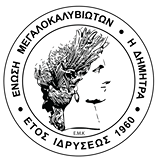 ΕΝΩΣΗ ΜΕΓΑΛΟΚΑΛΥΒΙΩΤΩΝ • Η ΔΗΜΗΤΡΑ •
ΕΤΟΣ ΙΔΡΥΣΕΩΣ 1960
Ε.Μ.Κ.